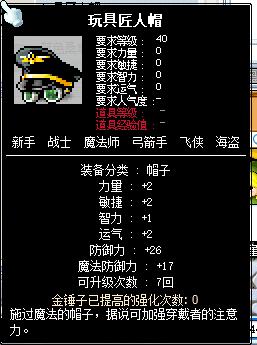 玩具匠人帽
要求等级： 40
要求力量： 0
要求敏捷： 0
要求智力： 0
要求运气： 0
要求人气度： -
道具等级： -
道具经验值： -
新手 战士 魔法师 弓箭手 飞侠 海盗
装备分类： 帽子
力量： +2
敏捷： +2
智力： +1
运气： +2
防御力： +26
魔法防御力： +17
可升级次数： 7回
金锤子已提高的强化次数: 0
施过魔法的帽子，据说可加强穿戴者的注意
力。